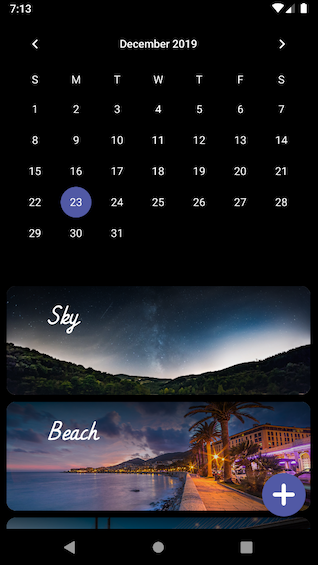 7:13
December 2019
S M T W T F S
1 2 3 4 5 6 7
8 9 10 11 12 13 14
15 16 17 18 19 20 21
22 23 24 25 26 27 28
29 30 31
Sky
Beach